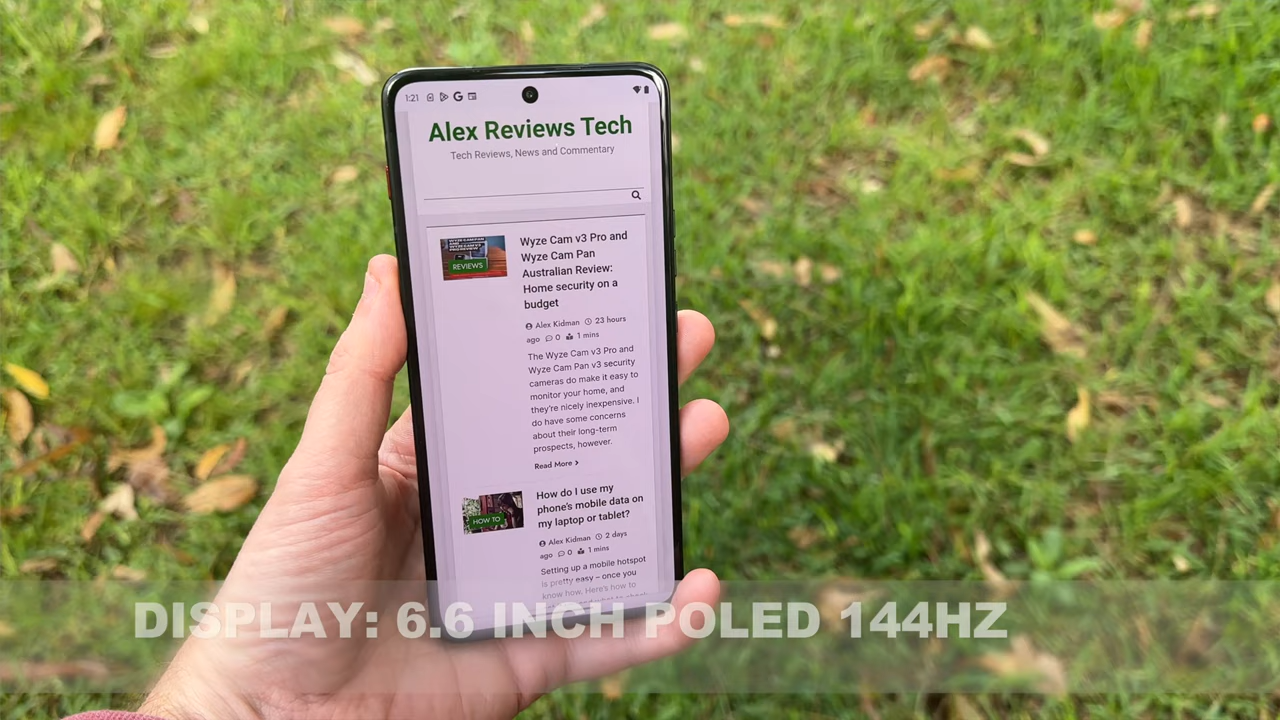 1:21
Alex Reviews Tech
Tech Reviews, News and Commentary
REVIEWS
Wyze Cam v3 Pro and
Wyze Cam Pan
Australian Review:
Home security on a
budget
Alex Kidman 23 hours
ago 0 1 mins
The Wyze Cam v3 Pro and
Wyze Cam Pan v3 security
cameras do make it easy to
monitor your home, and
they're nicely inexpensive. I
do have some concerns
about their long-term
prospects, however.
Read More
HOW TO
How do I use my
phone's mobile data on
my laptop or tablet?
Alex Kidman 2 days
ago 0 1 mins
Setting up a mobile hotspot
is pretty easy – once you
know how. Here's how to
DISPLAY: 6.6 INCH POLED 144HZ